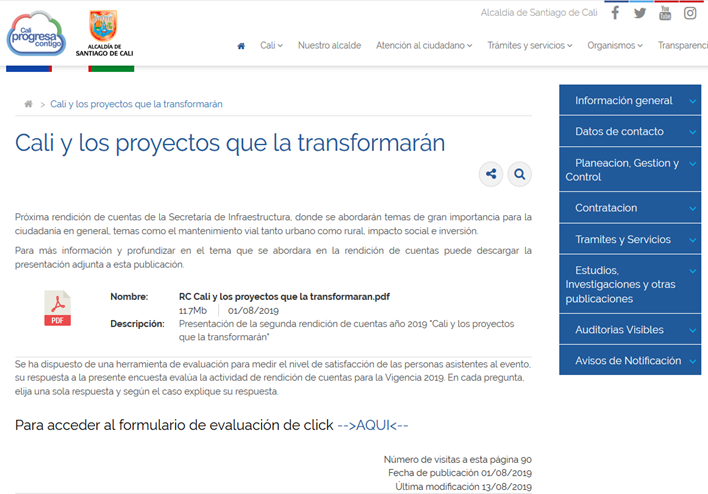 Cali
progresa
contigo
ALCALDÍA DE
SANTIAGO DE CALI
Alcaldía de Santiago de Cali
You
Tube
Cali
Nuestro alcalde
Atención al ciudadano
Trámites y servicios
Organismos
Transparenci
> Cali y los proyectos que la transformarán
Cali y los proyectos que la transformarán
Próxima rendición de cuentas de la Secretaría de Infraestructura, donde se abordarán temas de gran importancia para la
ciudadanía en general, temas como el mantenimiento vial tanto urbano como rural, impacto social e inversión.
Para más información y profundizar en el tema que se abordara en la rendición de cuentas puede descargar la
presentación adjunta a esta publicación.
PDF
Nombre: RC Cali y los proyectos que la transformaran.pdf
11.7Mb 01/08/2019
Descripción: Presentación de la segunda rendición de cuentas año 2019 "Cali y los proyectos
que la transformarán"
Se ha dispuesto de una herramienta de evaluación para medir el nivel de satisfacción de las personas asistentes al evento,
su respuesta a la presente encuesta evalúa la actividad de rendición de cuentas para la Vigencia 2019. En cada pregunta,
elija una sola respuesta y según el caso explique su respuesta.
Para acceder al formulario de evaluación de click -->AQUI<--
Número de visitas a esta página 90
Fecha de publicación 01/08/2019
Última modificación 13/08/2019
Información general
Datos de contacto
Planeacion, Gestion y
Control
Contratacion
Tramites y Servicios
Estudios,
Investigaciones y otras
publicaciones
Auditorias Visibles
Avisos de Notificación